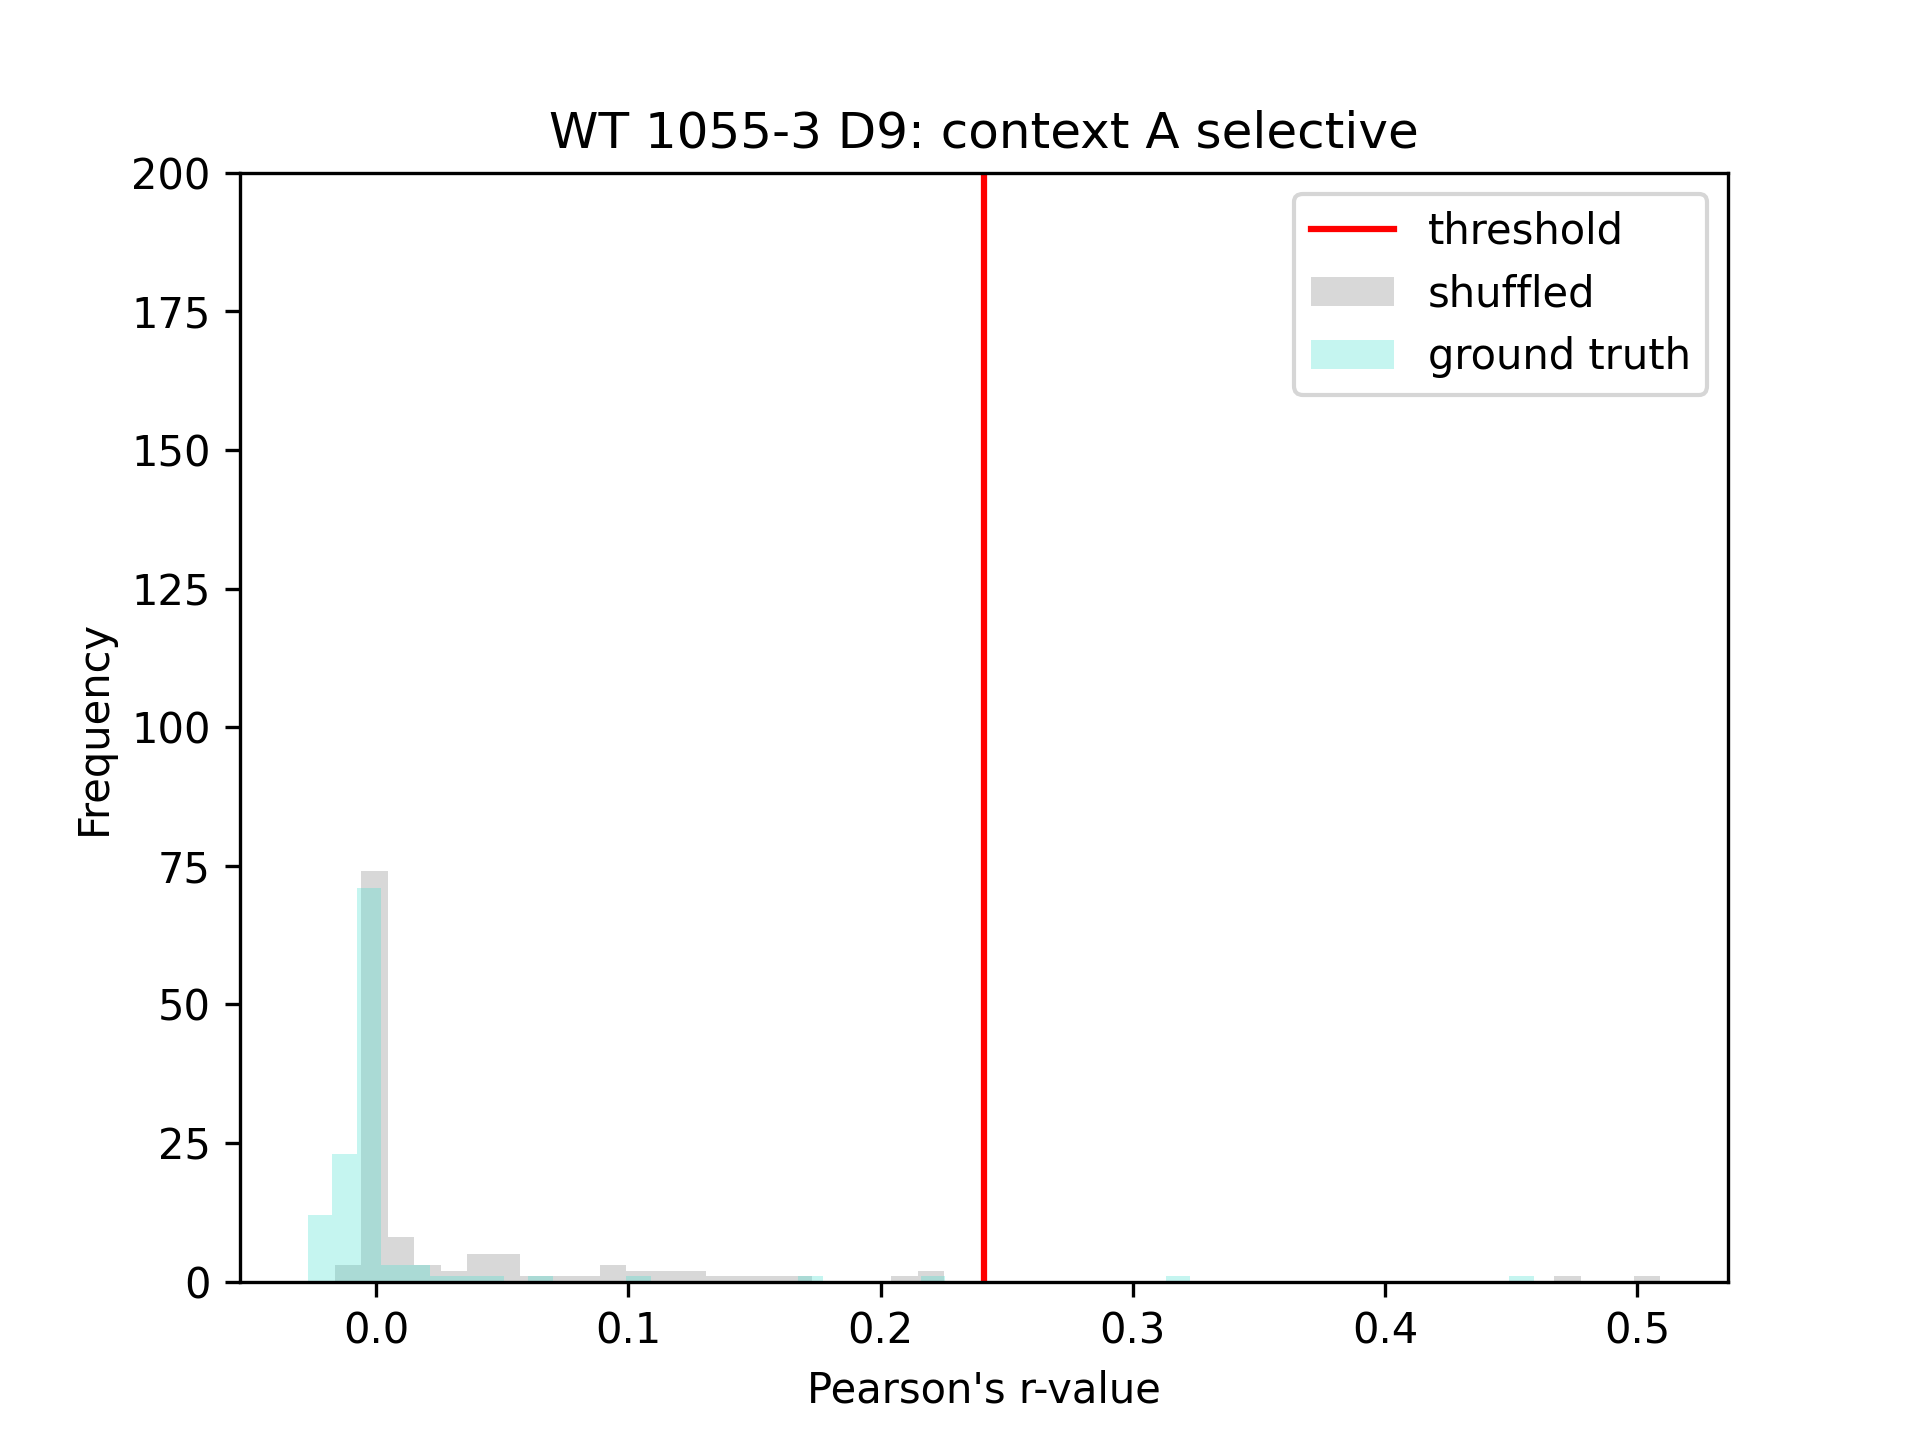 WT 1055-3 D9: context A selective
200
175
150
125
100
75
50
25
0
Frequency
threshold
shuffled
ground truth
0.0 0.1 0.2 0.3 0.4 0.5
Pearson's r-value